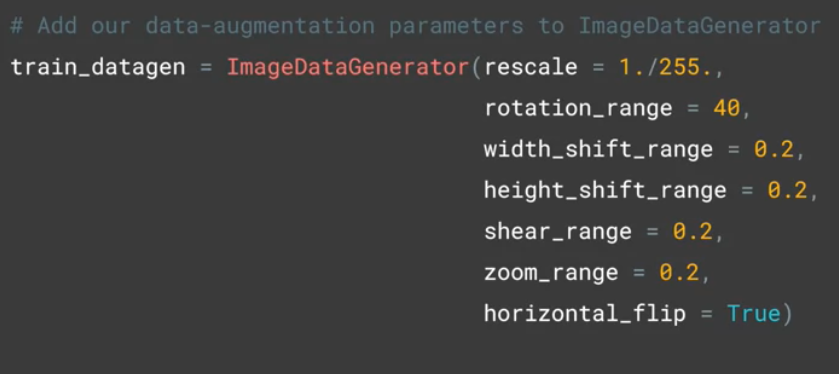 # Add our data-augmentation parameters to ImageDataGenerator
train_datagen = ImageDataGenerator(rescale = 1./255.,
rotation_range = 40,
width_shift_range = 0.2,
height_shift_range = 0.2,
shear_range = 0.2,
zoom_range = 0.2,
horizontal_flip = True)